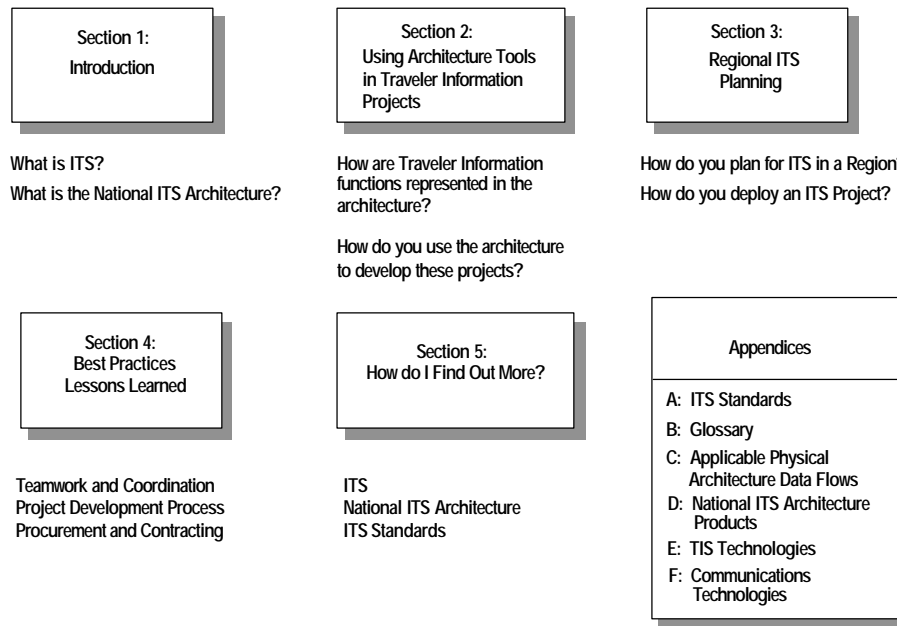 Section 1:
Introduction
What is ITS?
What is the National ITS Architecture?
Section 2:
Using Architecture Tools
in Traveler Information
Projects
How are Traveler Information
functions represented in the
architecture?
How do you use the architecture
to develop these projects?
Section 3:
Regional ITS
Planning
How do you plan for ITS in a Region?
How do you deploy an ITS Project?
Section 4:
Best Practices
Lessons Learned
Teamwork and Coordination
Project Development Process
Procurement and Contracting
Section 5:
How do I Find Out More?
ITS
National ITS Architecture
ITS Standards
Appendices
A: ITS Standards
B: Glossary
C: Applicable Physical
Architecture Data Flows
D: National ITS Architecture
Products
E: TIS Technologies
F: Communications
Technologies